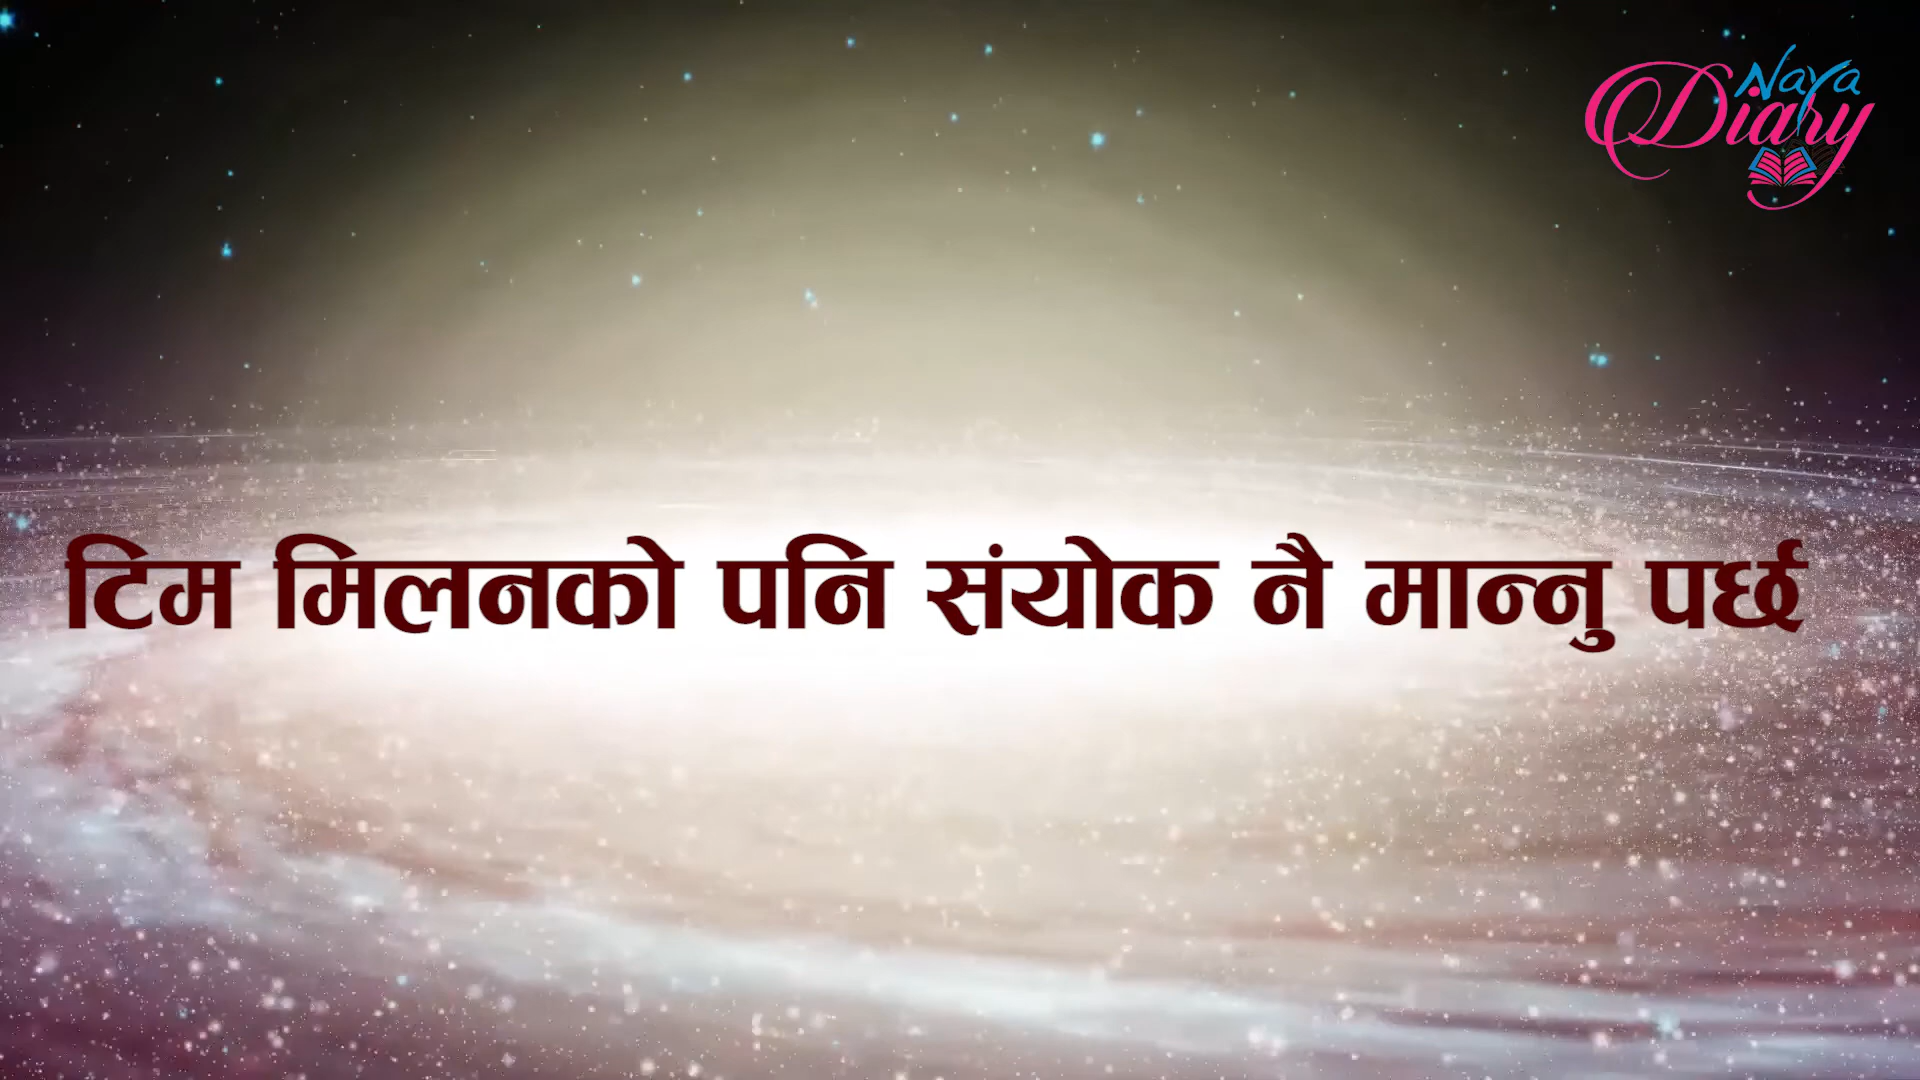 Naya
Diary
टिम मिलनको पनि संयोक नै मान्नु पर्छ